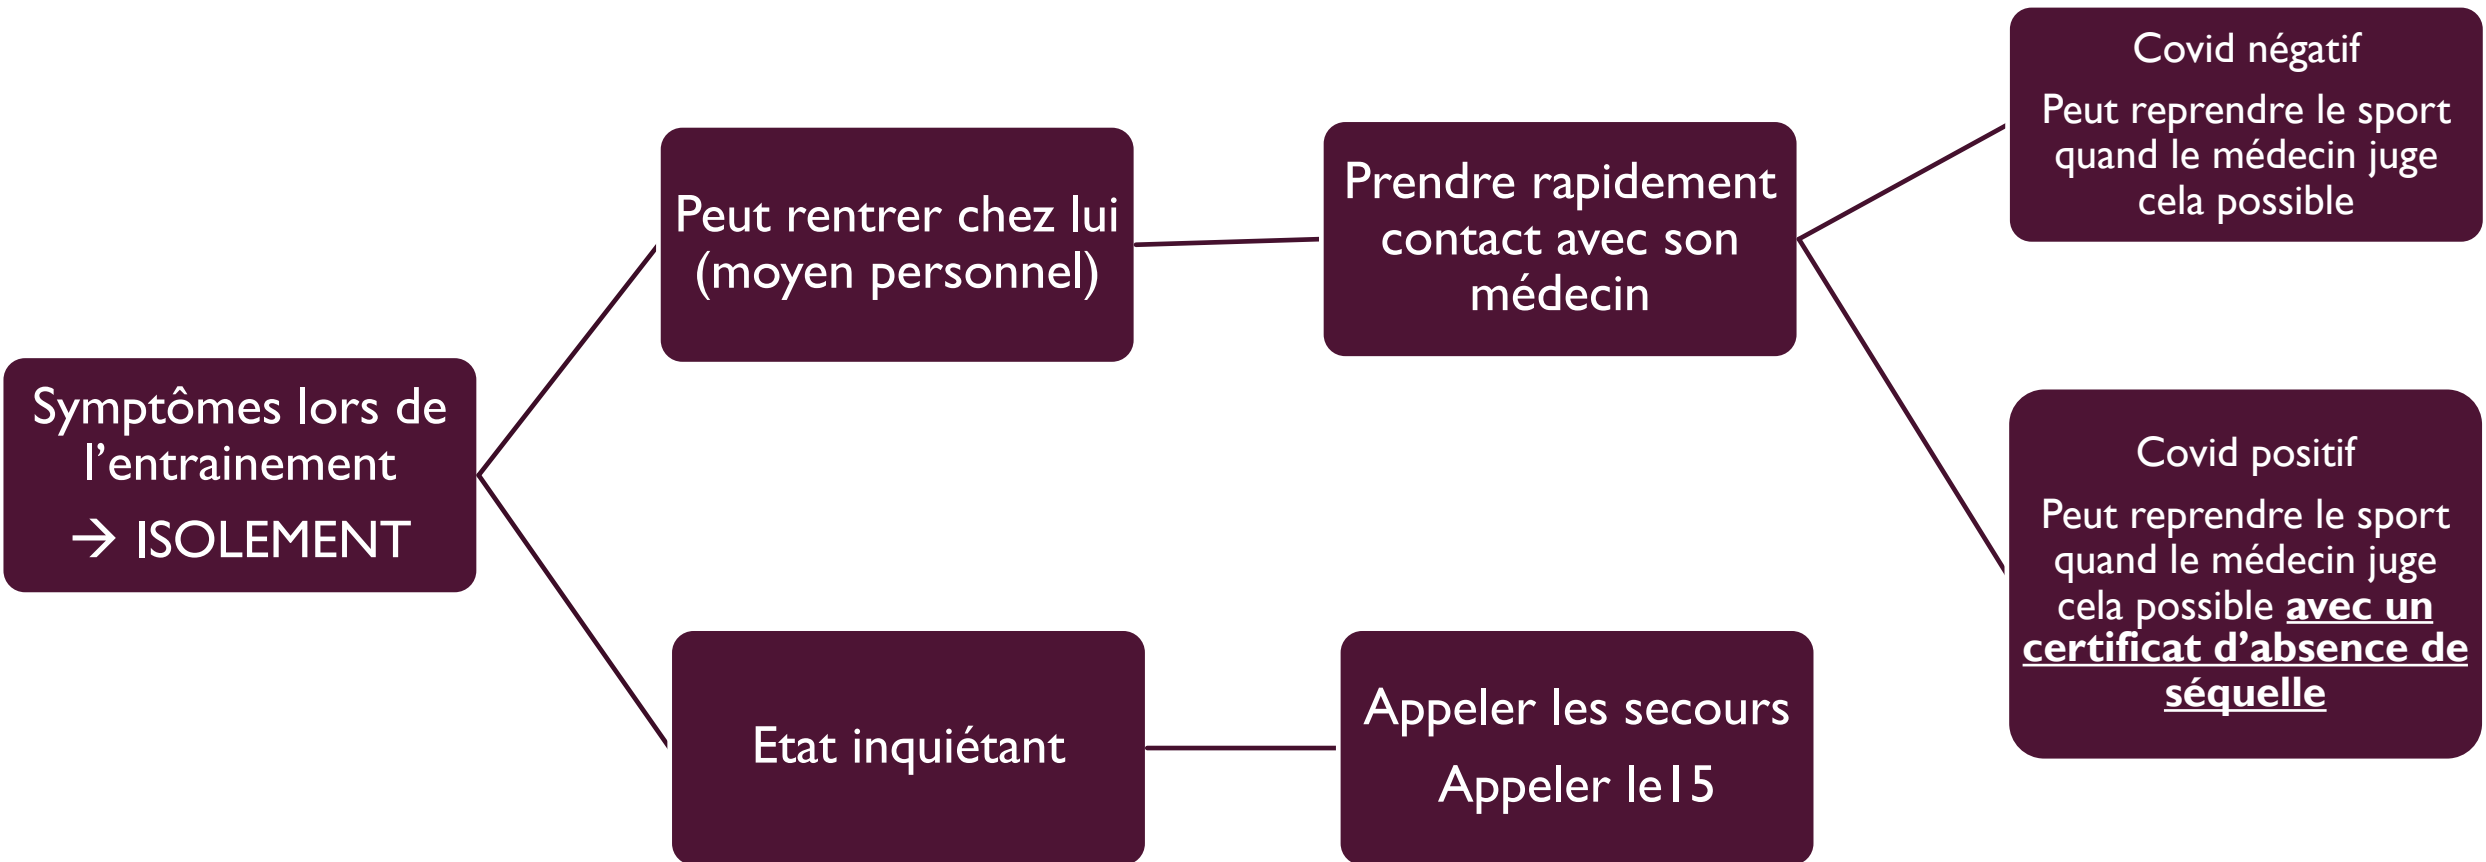 Symptômes lors de
l’entrainement
→ ISOLEMENT
Peut rentrer chez lui
(moyen personnel)
Prendre rapidement
contact avec son
médecin
Covid négatif
Peut reprendre le sport
quand le médecin juge
cela possible
Covid positif
Peut reprendre le sport
quand le médecin juge
cela possible avec un
certificat d’absence de
séquelle
Etat inquiétant
Appeler les secours
Appeler le15